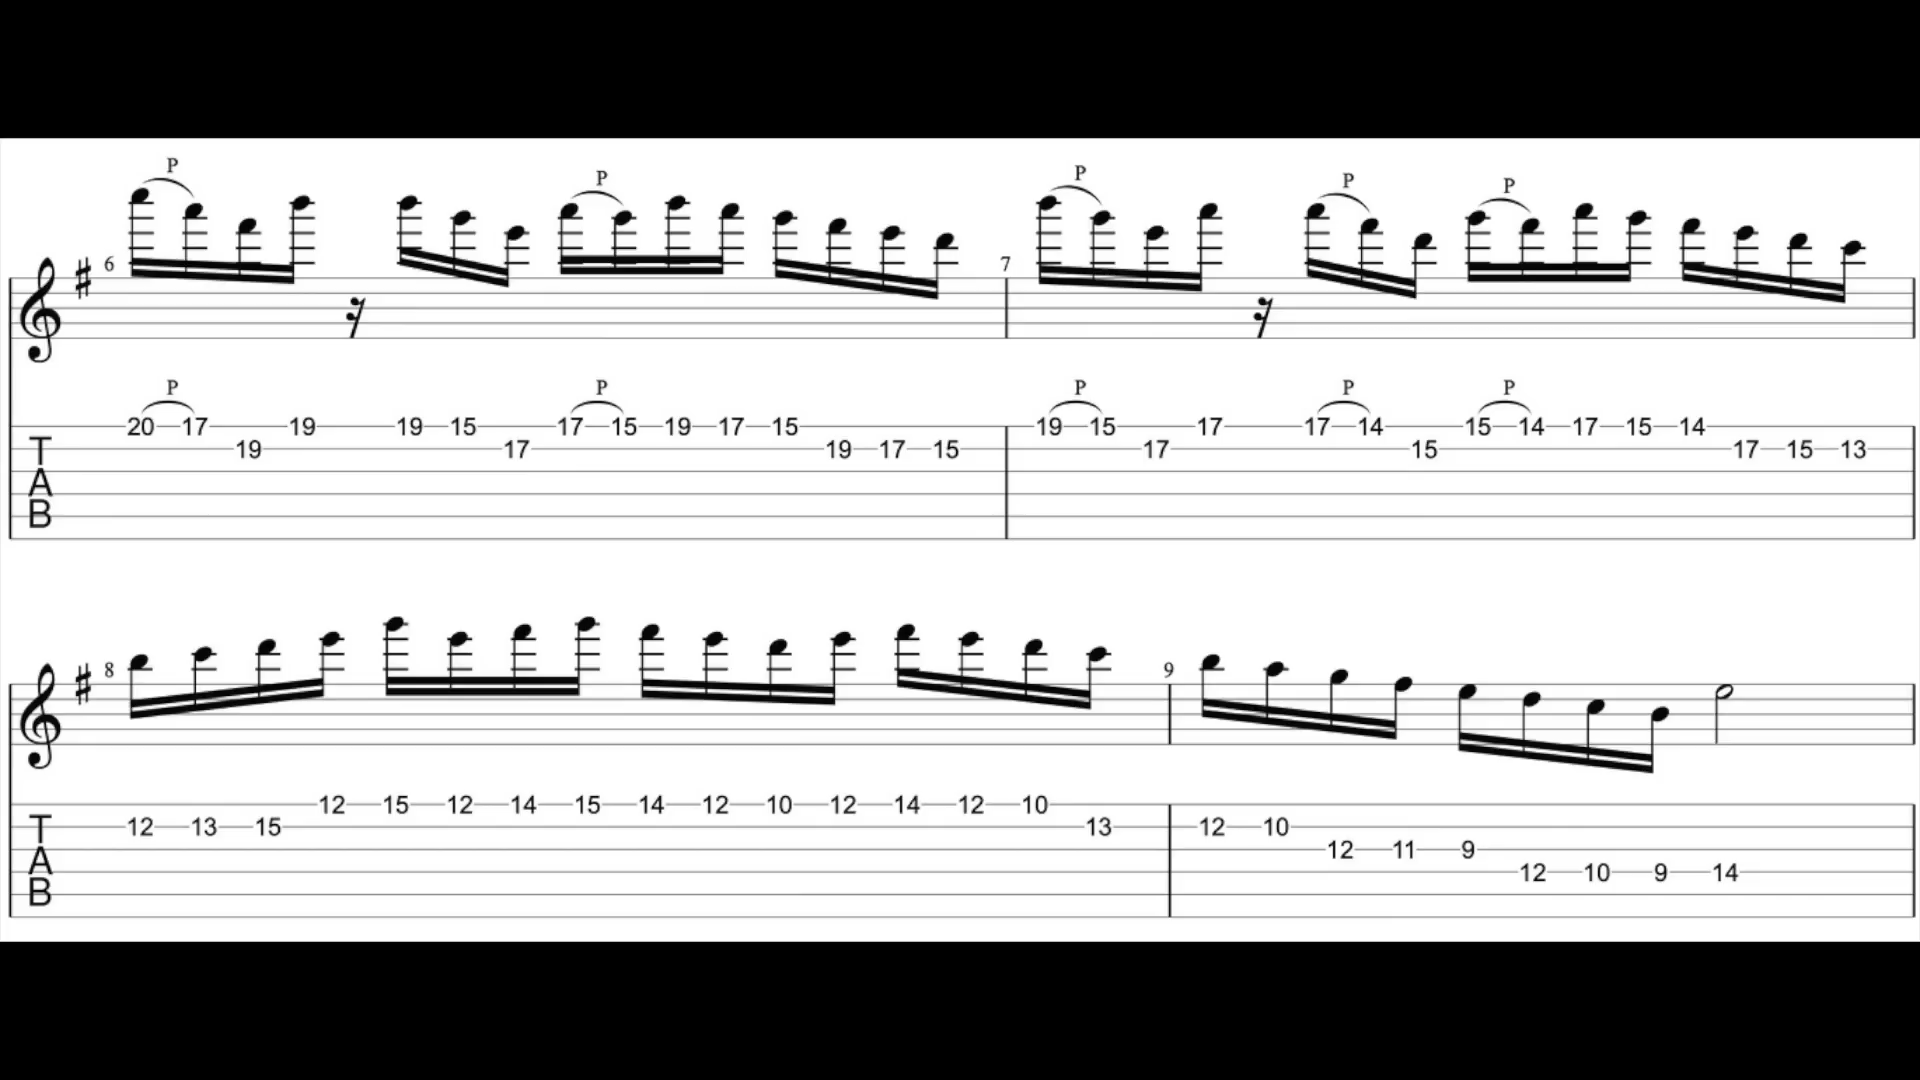 P P P P P
6 7
P P P P P
20 17 19 19 15 17 15 19 17 15 19 15 17 17 14 15 14 17 15 14
T 19 17 19 17 15 17 15 17 15 13
A
B
8 9
12 15 12 14 15 14 12 10 12 14 12 10
T 12 13 15 13 12 10
A 12 11 9
12 10 9 14
B